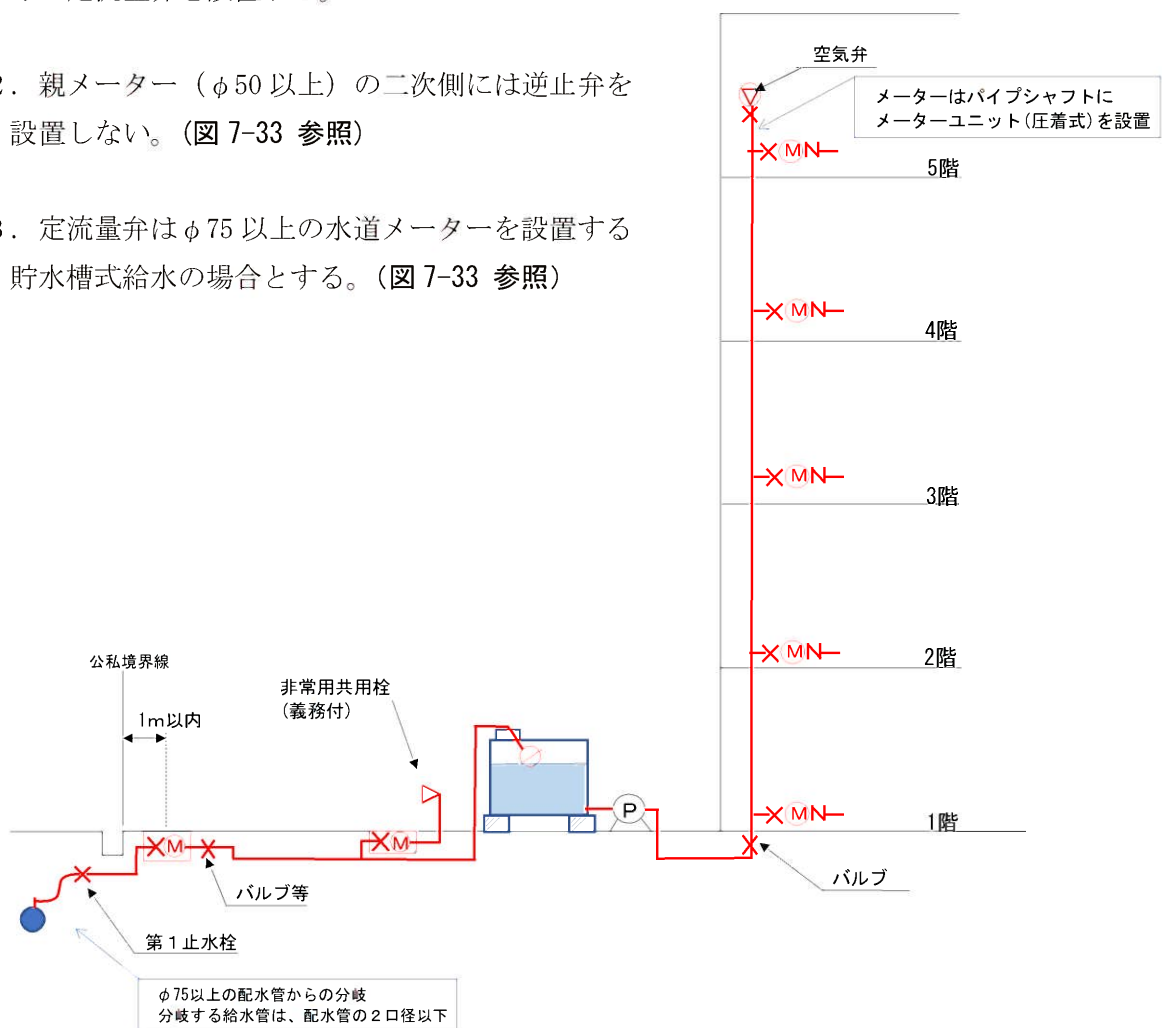 2．親メーター（φ50 以上）の二次側には逆止弁を
設置しない。(図 7-33 参照)
3．定流量弁はφ75 以上の水道メーターを設置する
貯水槽式給水の場合とする。(図 7-33 参照)
空気弁
メーターはパイプシャフトに
メーターユニット(圧着式)を設置
M N
5階
M N
4階
M N
3階
M N
2階
公私境界線
1ｍ以内
非常用共用栓
(義務付)
P
M N
1階
M
M
バルブ等
バルブ
第１止水栓
φ75以上の配水管からの分岐
分岐する給水管は、配水管の２口径以下